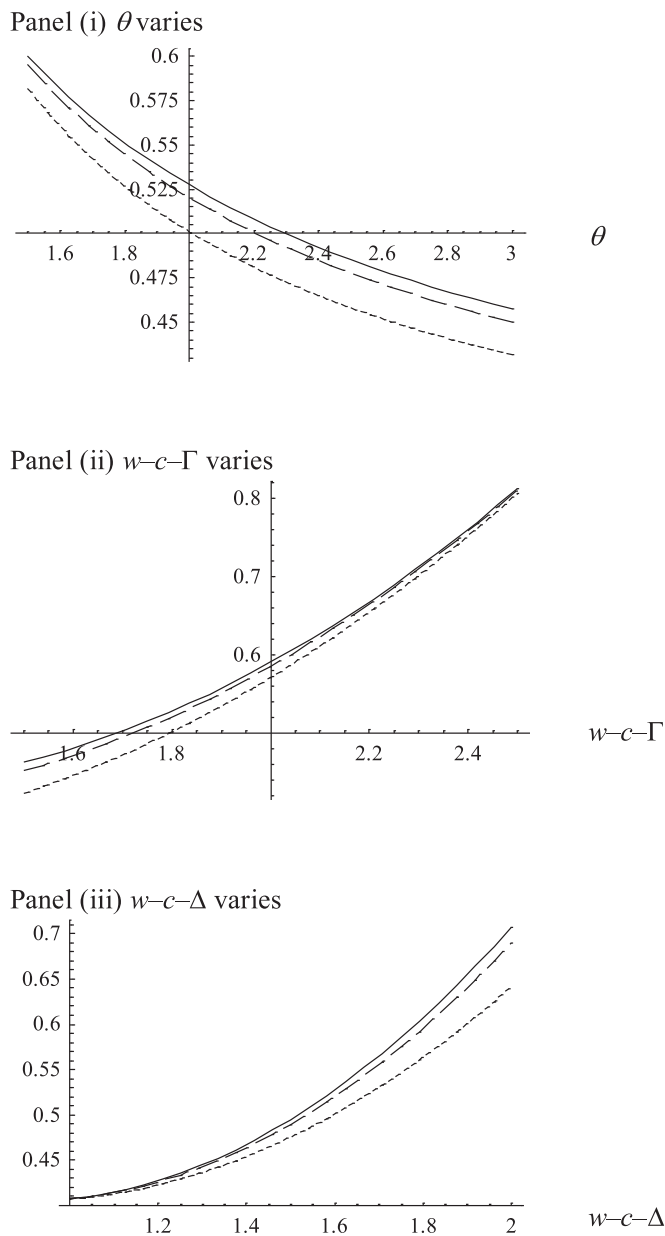 Panel (i) θ varies
0.6
0.575
0.55
0.525
1.6 1.8 2.2 2.4 2.6 2.8 3
θ
0.475
0.45
Panel (ii) w–c–Γ varies
0.8
0.7
0.6
1.6 1.8 2.2 2.4
w–c–Γ
Panel (iii) w–c–Δ varies
0.7
0.65
0.6
0.55
0.5
0.45
1.2 1.4 1.6 1.8 2
w–c–Δ